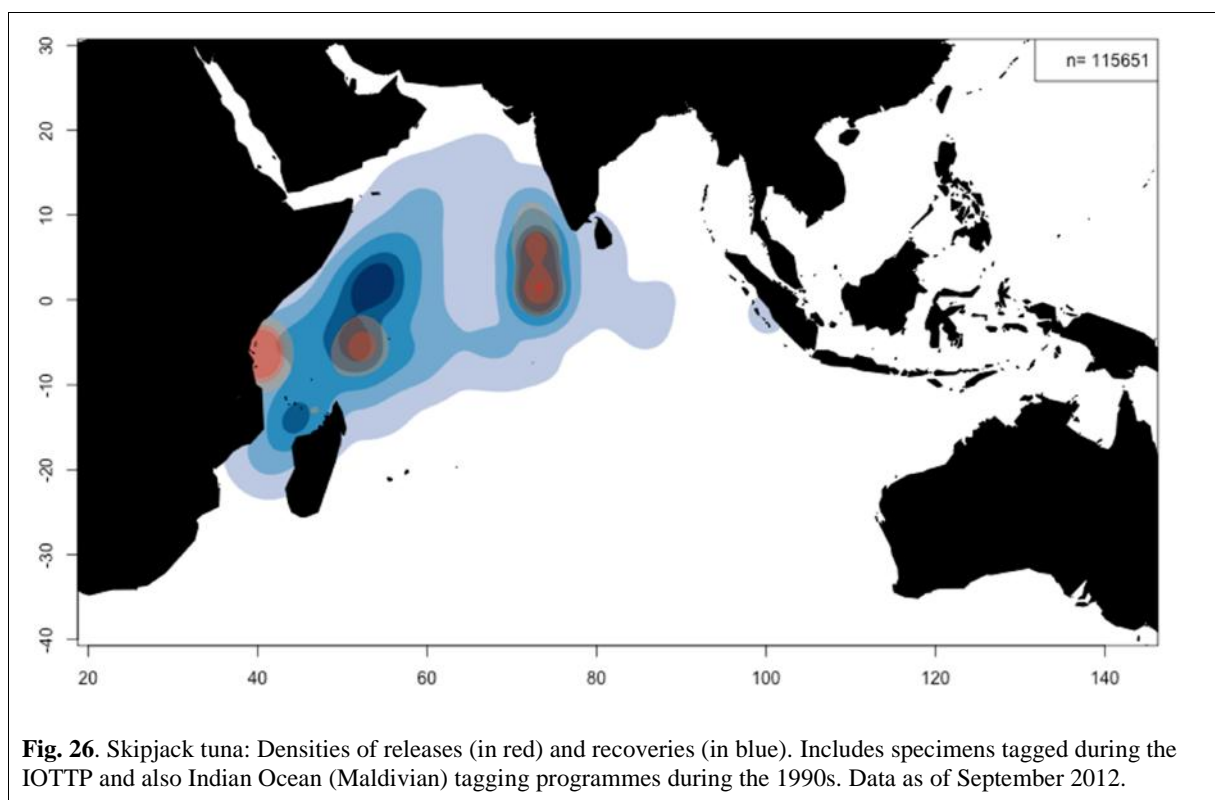 n= 115651
30
20
10
0
-10
-20
-30
-40
20 40 60 80 100 120 140
Fig. 26. Skipjack tuna: Densities of releases (in red) and recoveries (in blue). Includes specimens tagged during the
IOTTP and also Indian Ocean (Maldivian) tagging programmes during the 1990s. Data as of September 2012.